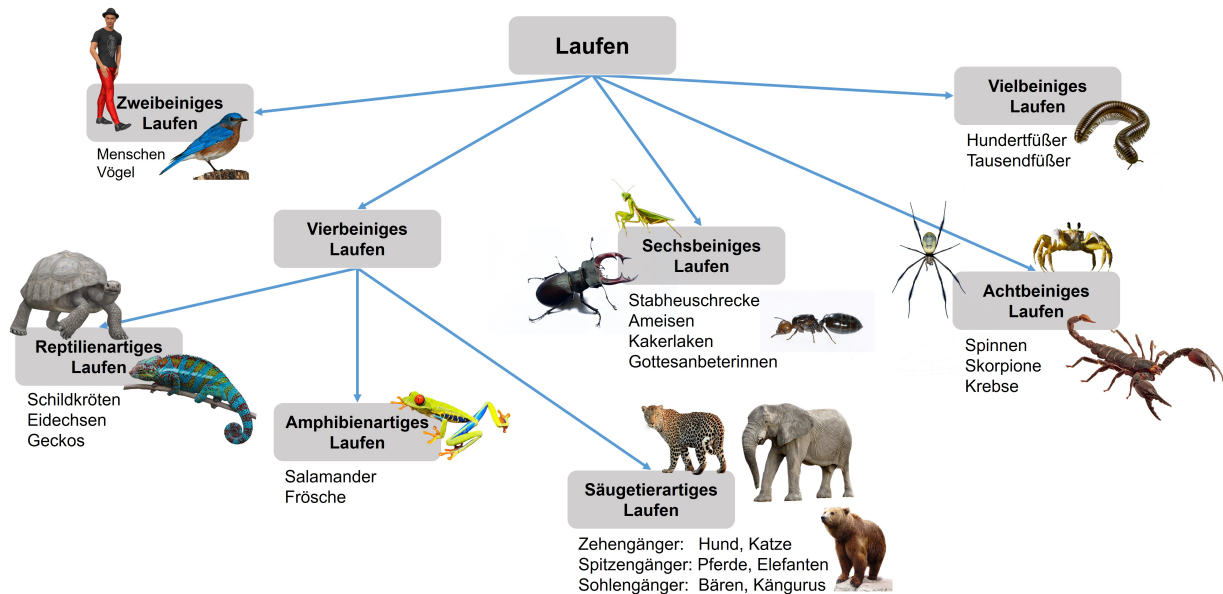 Laufen
Zweibeiniges
Laufen
Menschen
Vögel
Vielbeiniges
Laufen
Hundertfüßer
Tausendfüßer
Vierbeiniges
Laufen
Sechsbeiniges
Laufen
Stabheuschrecke
Ameisen
Kakerlaken
Gottesanbeterinnen
Achtbeiniges
Laufen
Spinnen
Skorpione
Krebse
Reptilienartiges
Laufen
Schildkröten
Eidechsen
Geckos
Amphibienartiges
Laufen
Salamander
Frösche
Säugetierartiges
Laufen
Zehengänger: Hund, Katze
Spitzengänger: Pferde, Elefanten
Sohlengänger: Bären, Kängurus